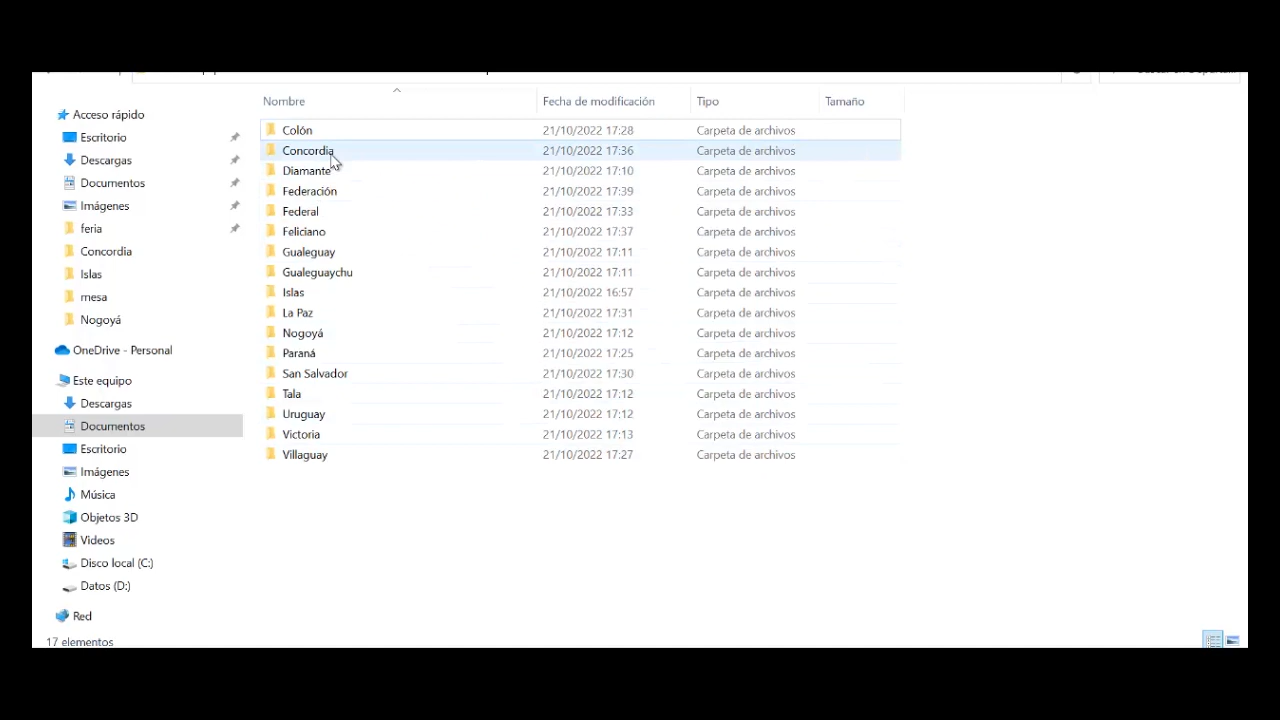 Nombre Fecha de modificación Tipo Tamaño
Acceso rápido
Escritorio
Descargas
Documentos
Imágenes
feria
Concordia
Islas
mesa
Nogoyá
OneDrive - Personal
Este equipo
Descargas
Documentos
Escritorio
Imágenes
Música
Objetos 3D
Videos
Disco local (C:)
Datos (D:)
Red
Colón 21/10/2022 17:28 Carpeta de archivos
Concordia 21/10/2022 17:36 Carpeta de archivos
Diamante 21/10/2022 17:10 Carpeta de archivos
Federación 21/10/2022 17:39 Carpeta de archivos
Federal 21/10/2022 17:33 Carpeta de archivos
Feliciano 21/10/2022 17:37 Carpeta de archivos
Gualeguay 21/10/2022 17:11 Carpeta de archivos
Gualeguaychu 21/10/2022 17:11 Carpeta de archivos
Islas 21/10/2022 16:57 Carpeta de archivos
La Paz 21/10/2022 17:31 Carpeta de archivos
Nogoyá 21/10/2022 17:12 Carpeta de archivos
Paraná 21/10/2022 17:25 Carpeta de archivos
San Salvador 21/10/2022 17:30 Carpeta de archivos
Tala 21/10/2022 17:12 Carpeta de archivos
Uruguay 21/10/2022 17:12 Carpeta de archivos
Victoria 21/10/2022 17:13 Carpeta de archivos
Villaguay 21/10/2022 17:27 Carpeta de archivos
17 elementos